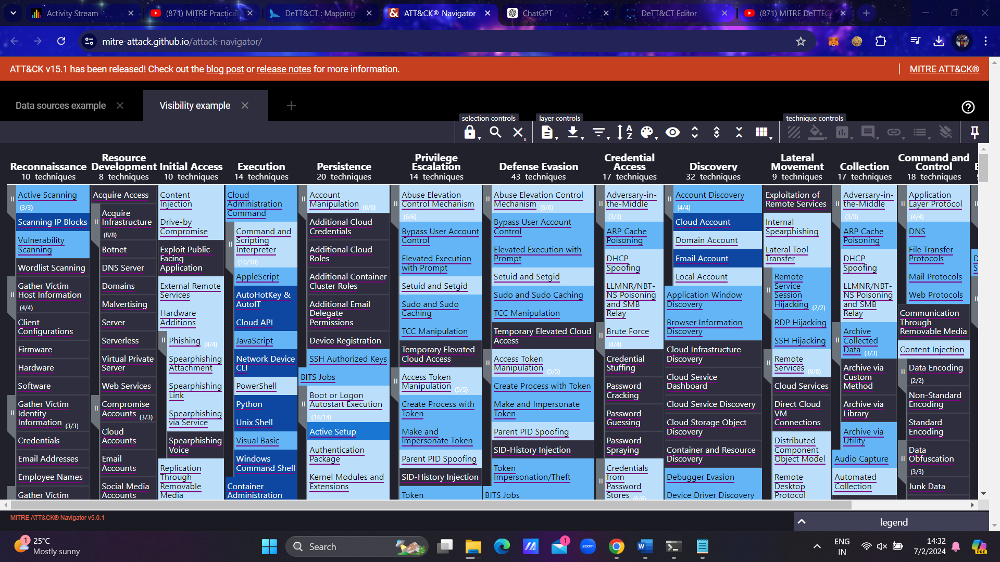 Activity Stream
(871) MITRE Practical
DeTT&CT : Mapping
ATT&CK® Navigator
ChatGPT
DeTT&CT Editor
(871) MITRE DeTTEC
mitre-attack.github.io/attack-navigator/
ATT&CK v15.1 has been released! Check out the blog post or release notes for more information.
MITRE ATT&CK®
Data sources example
Visibility example
selection controls
layer controls
technique controls
Reconnaissance
10 techniques
Active Scanning
(3/3)
Scanning IP Blocks
Vulnerability
Scanning
Wordlist Scanning
Gather Victim
Host Information
(4/4)
Client
Configurations
Firmware
Hardware
Software
Gather Victim
Identity
Information (3/3)
Credentials
Email Addresses
Employee Names
Gather Victim
Resource
Development
8 techniques
Acquire Access
Acquire
Infrastructure
(8/8)
Botnet
DNS Server
Domains
Malvertising
Server
Serverless
Virtual Private
Server
Web Services
Compromise
Accounts (3/3)
Cloud
Accounts
Email
Accounts
Social Media
Accounts
Initial Access
10 techniques
Content
Injection
Drive-by
Compromise
Exploit Public-
Facing
Application
External Remote
Services
Hardware
Additions
Phishing (4/4)
Spearphishing
Attachment
Spearphishing
Link
Spearphishing
via Service
Spearphishing
Voice
Replication
Through
Removable
Media
Execution
14 techniques
Cloud
Administration
Command
Command and
Scripting
Interpreter
(10/10)
AppleScript
AutoHotKey &
AutoIT
Cloud API
JavaScript
Network Device
CLI
PowerShell
Python
Unix Shell
Visual Basic
Windows
Command Shell
Container
Administration
Persistence
20 techniques
Account
Manipulation (6/6)
Additional Cloud
Credentials
Additional Cloud
Roles
Additional Container
Cluster Roles
Additional Email
Delegate
Permissions
Device Registration
SSH Authorized Keys
BITS Jobs
Boot or Logon
Autostart Execution
(14/14)
Active Setup
Authentication
Package
Kernel Modules and
Extensions
Privilege
Escalation
14 techniques
Abuse Elevation
Control Mechanism
(6/6)
Bypass User Account
Control
Elevated Execution
with Prompt
Setuid and Setgid
Sudo and Sudo
Caching
TCC Manipulation
Temporary Elevated
Cloud Access
Access Token
Manipulation (5/5)
Create Process with
Token
Make and
Impersonate Token
Parent PID Spoofing
SID-History Injection
Token
Defense Evasion
43 techniques
Abuse Elevation Control
Mechanism (6/6)
Bypass User Account
Control
Elevated Execution with
Prompt
Setuid and Setgid
Sudo and Sudo Caching
TCC Manipulation
Temporary Elevated Cloud
Access
Access Token
Manipulation (5/5)
Create Process with Token
Make and Impersonate
Token
Parent PID Spoofing
SID-History Injection
Token
Impersonation/Theft
BITS Jobs
Credential
Access
17 techniques
Adversary-in-
the-Middle
(3/3)
ARP Cache
Poisoning
DHCP
Spoofing
LLMNR/NBT-
NS Poisoning
and SMB
Relay
Brute Force
(4/4)
Credential
Stuffing
Password
Cracking
Password
Guessing
Password
Spraying
Credentials
from
Password
Stores (6/6)
Discovery
32 techniques
Account Discovery
(4/4)
Cloud Account
Domain Account
Email Account
Local Account
Application Window
Discovery
Browser Information
Discovery
Cloud Infrastructure
Discovery
Cloud Service
Dashboard
Cloud Service Discovery
Cloud Storage Object
Discovery
Container and Resource
Discovery
Debugger Evasion
Device Driver Discovery
Lateral
Movement
9 techniques
Exploitation of
Remote Services
Internal
Spearphishing
Lateral Tool
Transfer
Remote
Service
Session
Hijacking (2/2)
RDP Hijacking
SSH Hijacking
Remote
Services (8/8)
Cloud Services
Direct Cloud
VM
Connections
Distributed
Component
Object Model
Remote
Desktop
Protocol
Collection
17 techniques
Adversary-in-
the-Middle
(3/3)
ARP Cache
Poisoning
DHCP
Spoofing
LLMNR/NBT-
NS Poisoning
and SMB
Relay
Archive
Collected
Data (3/3)
Archive via
Custom
Method
Archive via
Library
Archive via
Utility
Audio Capture
Automated
Collection
Command and
Control
18 techniques
Application
Layer Protocol
(4/4)
DNS
File Transfer
Protocols
Mail Protocols
Web Protocols
Communication
Through
Removable Media
Content Injection
Data Encoding
(2/2)
Non-Standard
Encoding
Standard
Encoding
Data
Obfuscation
(3/3)
Junk Data
MITRE ATT&CK® Navigator v5.0.1
legend
1
25°C
Mostly sunny
Search
1
zoom
ENG
IN
14:32
7/2/2024
PRE